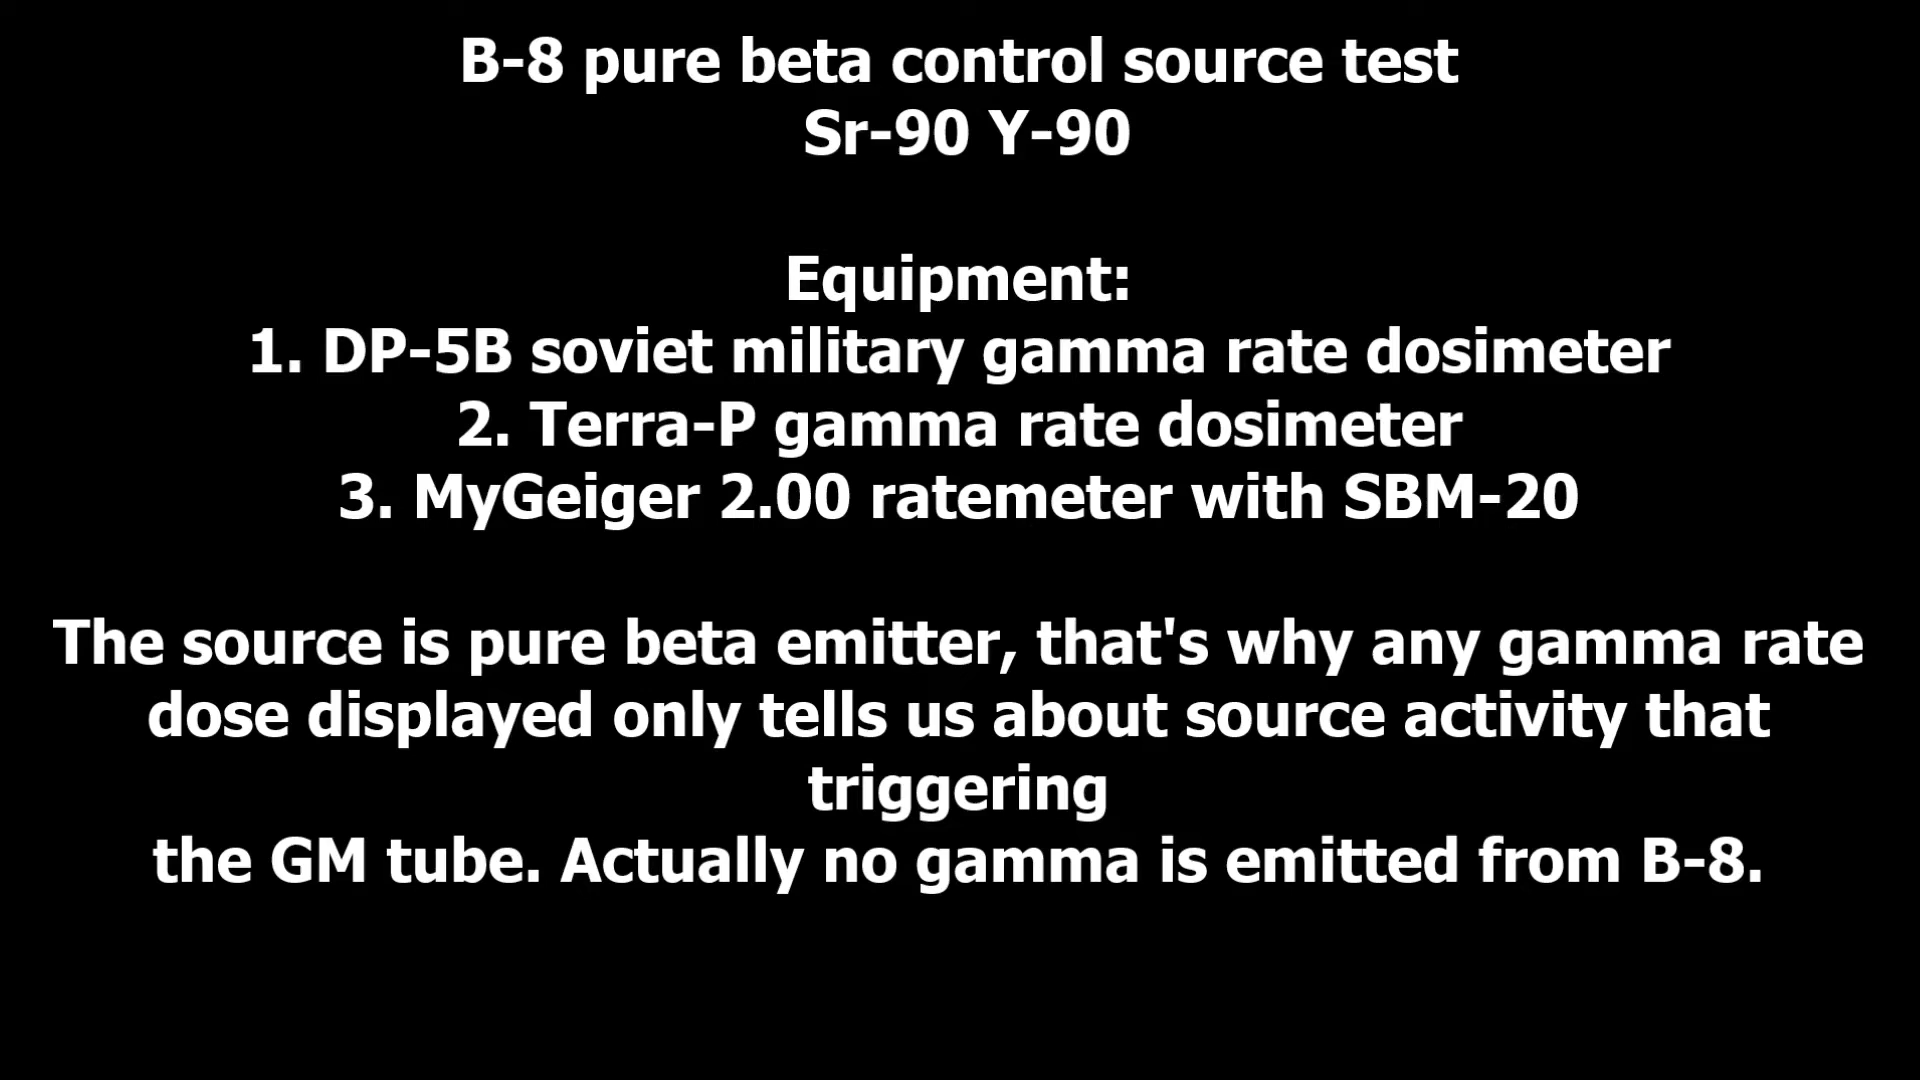 B-8 pure beta control source test
Sr-90 Y-90
Equipment:
1. DP-5B soviet military gamma rate dosimeter
2. Terra-P gamma rate dosimeter
3. MyGeiger 2.00 ratemeter with SBM-20
The source is pure beta emitter, that's why any gamma rate
dose displayed only tells us about source activity that
triggering
the GM tube. Actually no gamma is emitted from B-8.